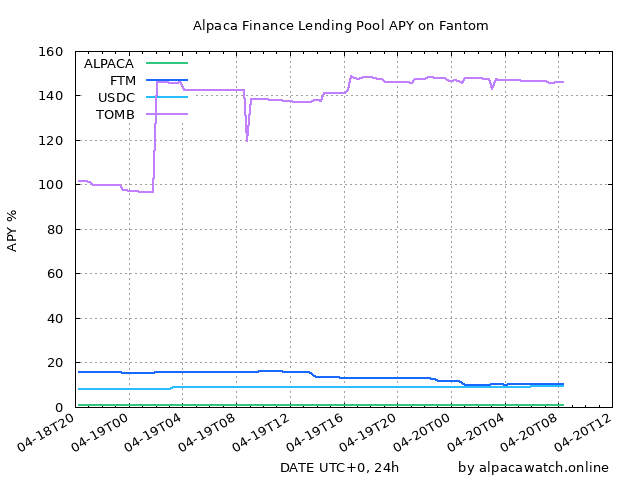 Alpaca Finance Lending Pool APY on Fantom
160
140
120
100
80
60
40
20
0
APY %
ALPACA
FTM
USDC
TOMB
04-18T20
04-19T00
04-19T04
04-19T08
04-19T12
04-19T16
04-19T20
04-20T00
04-20T04
04-20T08
04-20T12
DATE UTC+0, 24h
by alpacawatch.online